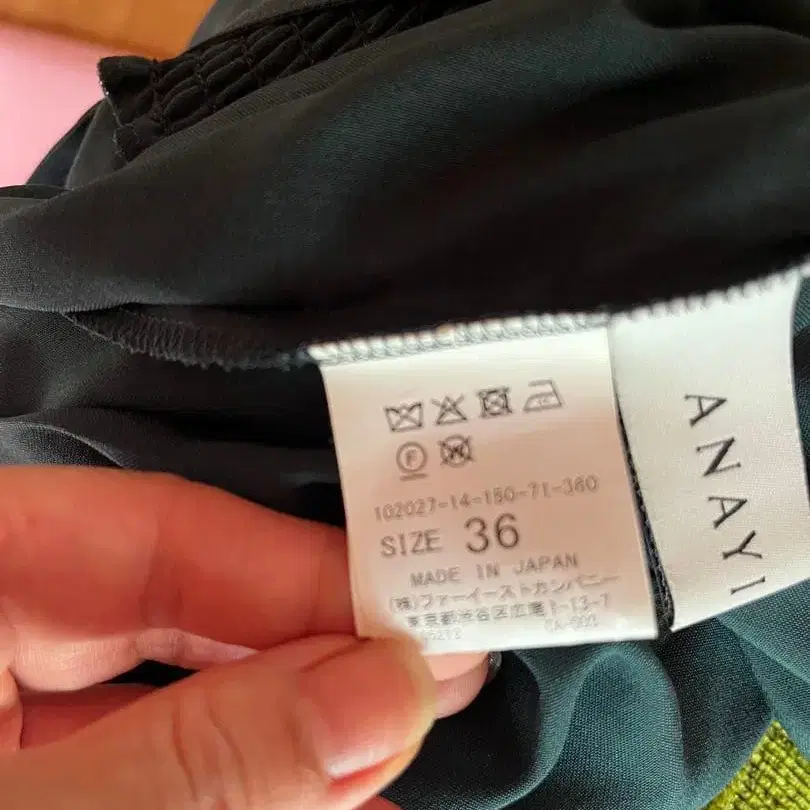 F W
102027-14-150-71-360
SIZE 36
MADE IN JAPAN
(株)ファーイーストカンパニー
東京都渋谷区広尾1-13-7
ANAYI